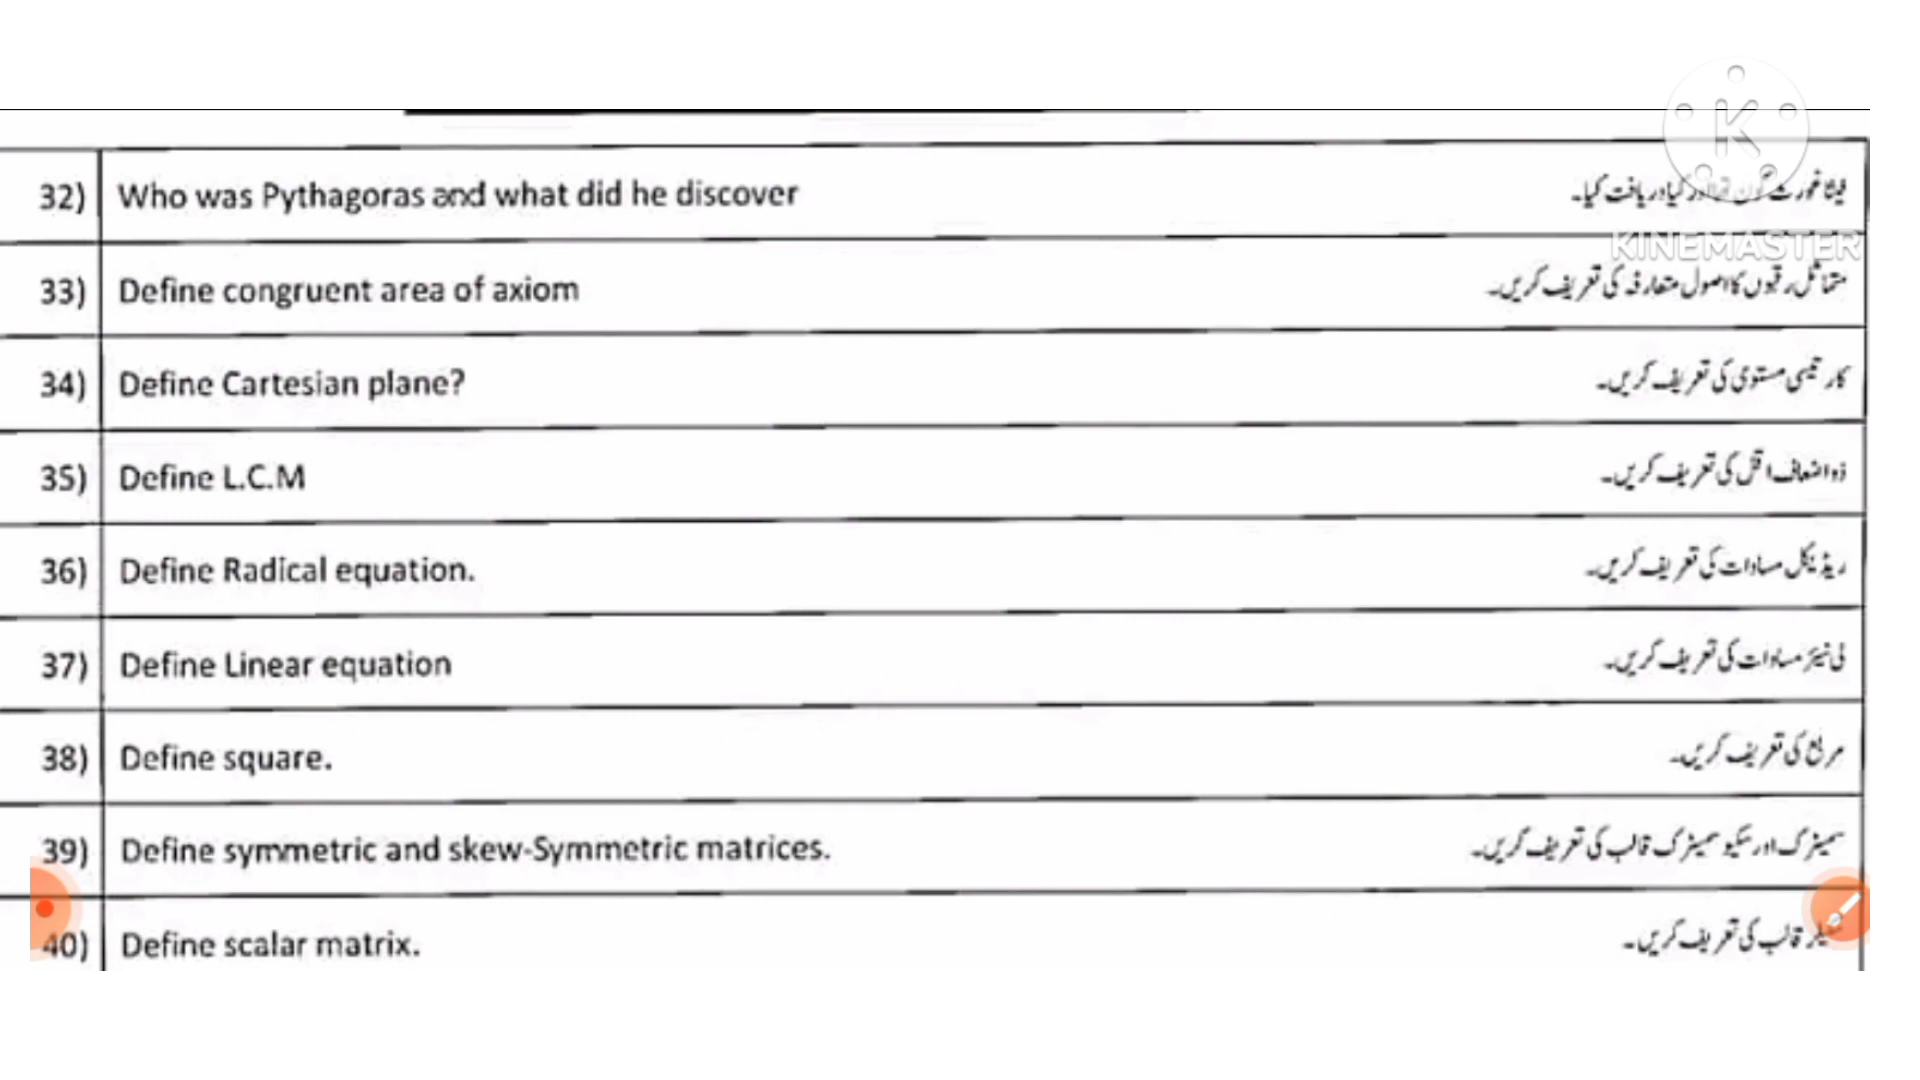 32) Who was Pythagoras and what did he discover فیثا غورث کون تھا اور کیا دریافت کیا۔
KINEMASTER
33) Define congruent area of axiom متماثل رقبوں کا اصول متعارفہ کی تعریف کریں۔
34) Define Cartesian plane? کار تیسی مستوی کی تعریف کریں۔
35) Define L.C.M ذواضعاف اقل کی تعریف کریں۔
36) Define Radical equation. ریڈیکل مساوات کی تعریف کریں۔
37) Define Linear equation لی نیئر مساوات کی تعریف کریں۔
38) Define square. مربع کی تعریف کریں۔
39) Define symmetric and skew-Symmetric matrices. سمیٹرک اور سکیو سمیٹرک قالب کی تعریف کریں۔
40) Define scalar matrix. قالب کی تعریف کریں۔